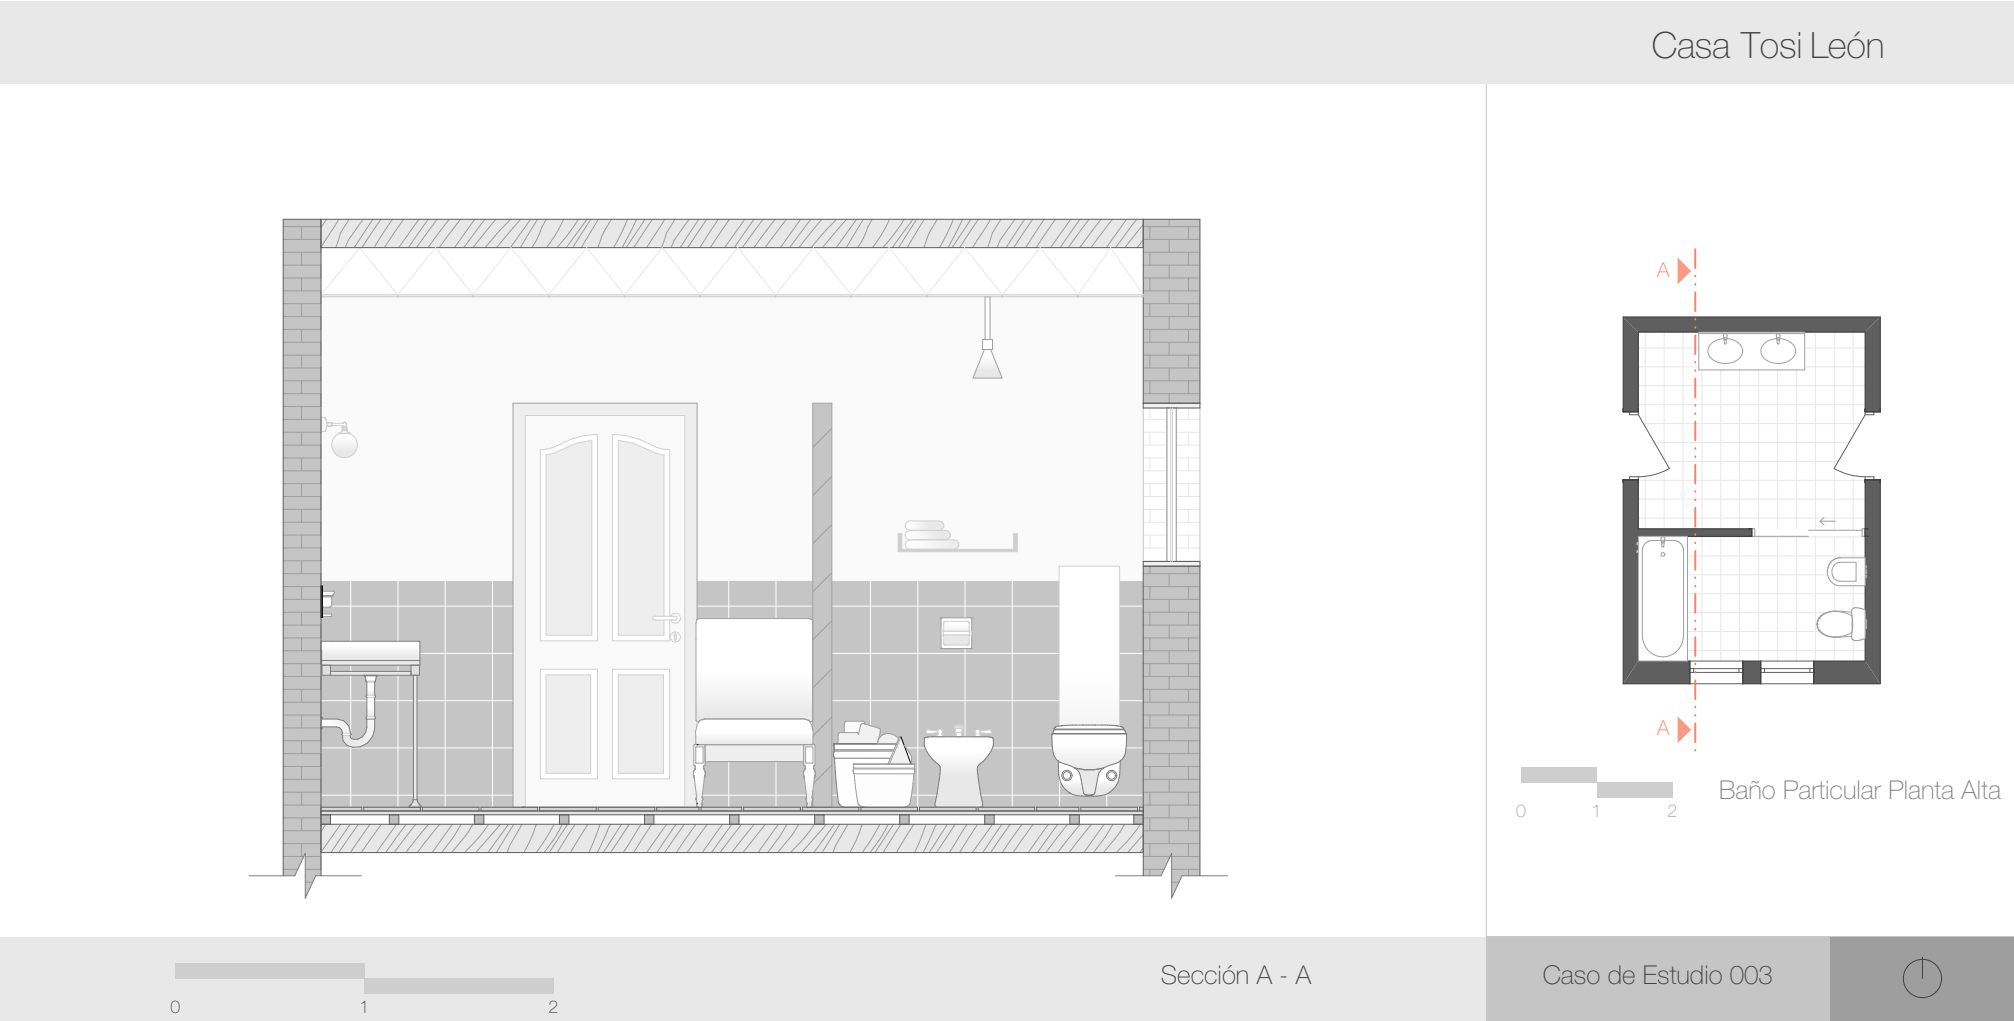 Casa Tosi León
A
A
0 1 2
Baño Particular Planta Alta
0 1 2
Sección A - A
Caso de Estudio 003